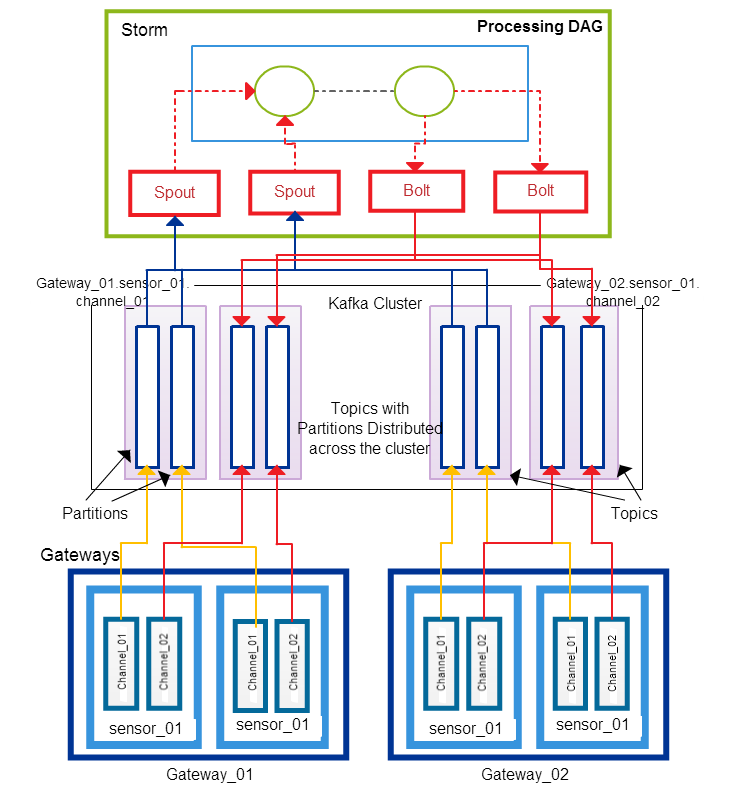 Storm
Processing DAG
Spout
Spout
Bolt
Bolt
Gateway_01.sensor_01.
channel_01
Gateway_02.sensor_01.
channel_02
Kafka Cluster
Topics with
Partitions Distributed
across the cluster
Partitions
Topics
Gateways
Channel_01
Channel_02
Channel_01
Channel_02
Channel_01
Channel_02
Channel_01
Channel_02
sensor_01
sensor_01
sensor_01
sensor_01
Gateway_01
Gateway_02